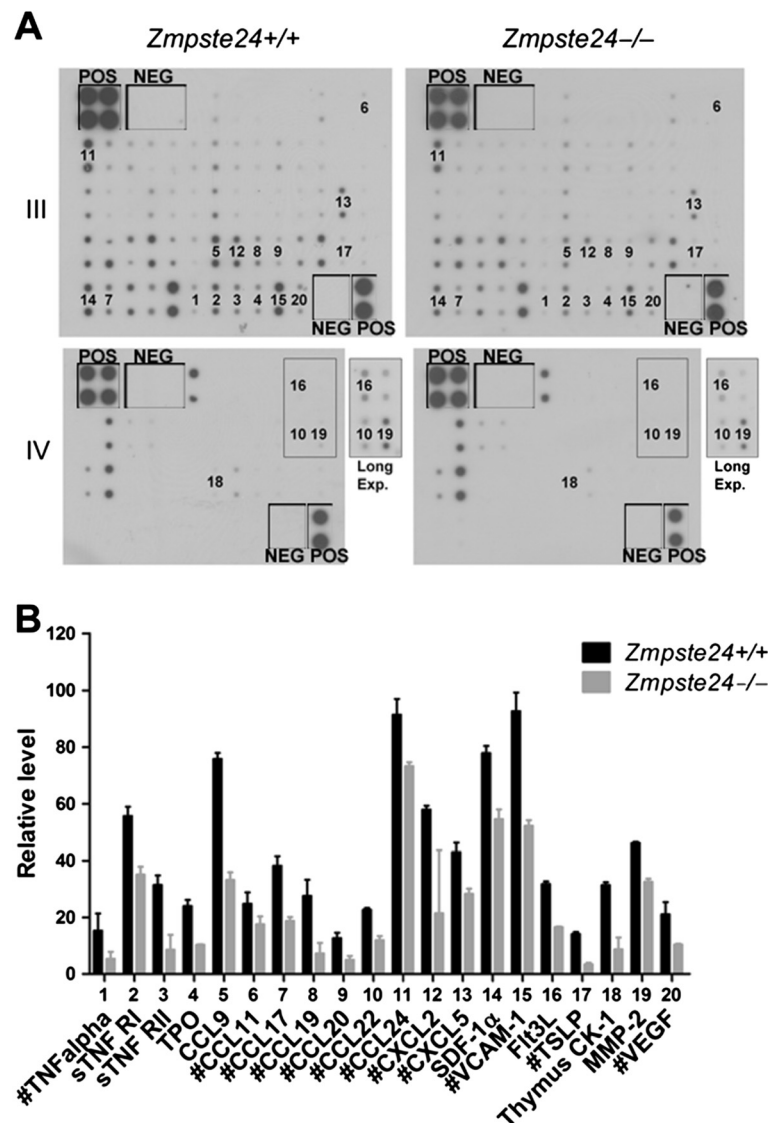 A
Zmpste24+/+ Zmpste24–/–
POS NEG POS NEG
6 6
11 11
III
13 13
5 12 8 9 17 5 12 8 9 17
14 7 1 2 3 4 15 20 14 7 1 2 3 4 15 20
NEG POS NEG POS
POS NEG POS NEG
16 16 16 16
IV
10 19 10 19 10 19 10 19
Long Exp. Long Exp.
18 18
NEG POS NEG POS
B
Relative level
120
100
80
60
40
20
0
Zmpste24+/+
Zmpste24–/–
1 2 3 4 5 6 7 8 9 10 11 12 13 14 15 16 17 18 19 20
#TNFalpha
sTNF RI
sTNF RII
TPO
CCL9
#CCL11
#CCL17
#CCL19
#CCL20
#CCL22
#CCL24
#CXCL2
#CXCL5
SDF-1α
#VCAM-1
Flt3L
#TSLP
Thymus CK-1
MMP-2
#VEGF